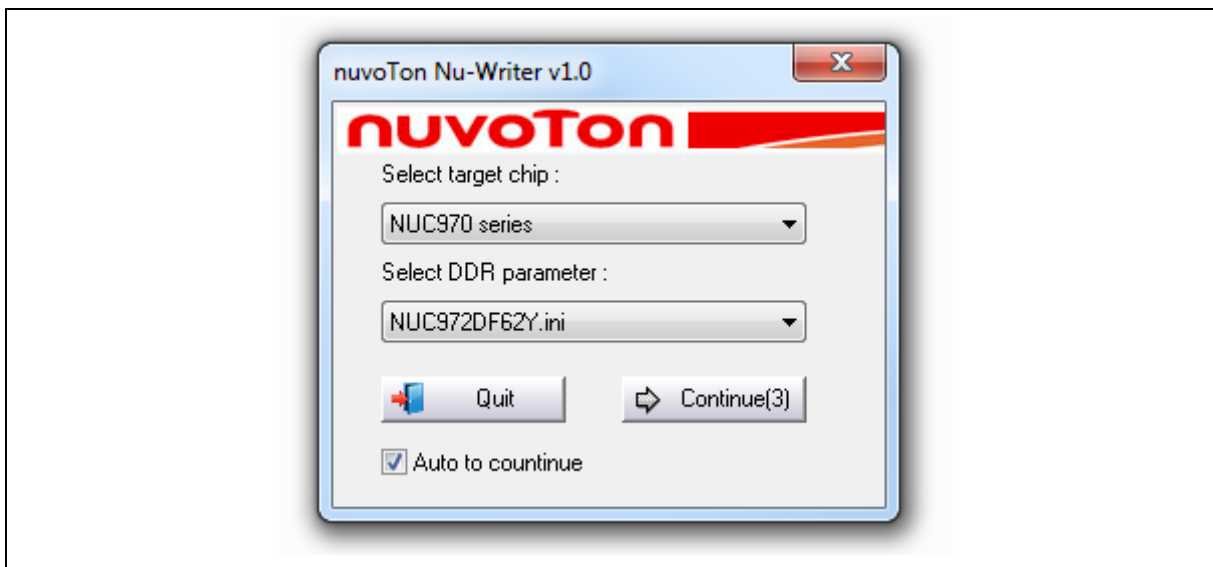 nuvoTon Nu-Writer v1.0
nuvoTon
Select target chip :
NUC970 series
Select DDR parameter :
NUC972DF62Y.ini
Quit
Continue(3)
Auto to countinue